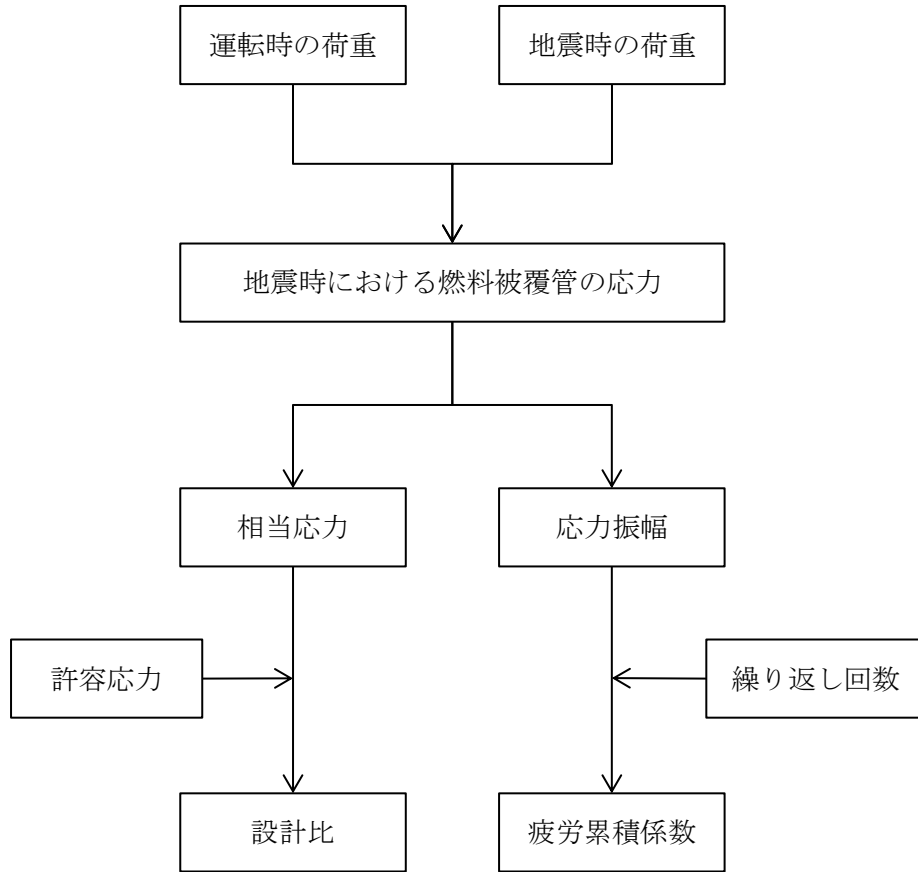 運転時の荷重
地震時の荷重
地震時における燃料被覆管の応力
相当応力
応力振幅
許容応力
繰り返し回数
設計比
疲労累積係数